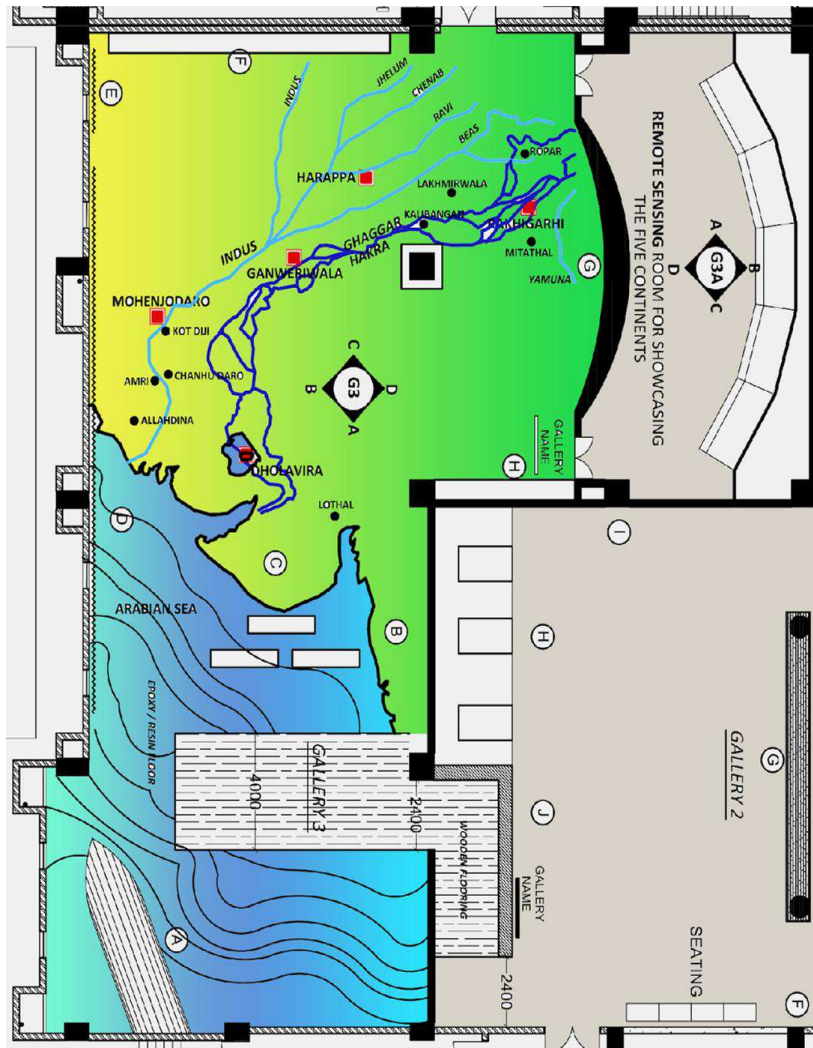 F
E
INDUS
JHELUM
CHENAB
RAVI
BEAS
ROPAR
HARAPPA
LAKHMIRWALA
KAUBANGAN
RAKHIGARHI
MITATHAL
GHAGGAR
HAKRA
INDUS
GANWERIWALA
G
YAMUNA
MOHENJODARO
KOT DIJI
CHANHU DARO
AMRI
ALLAHDINA
C
B
G3
D
A
DHOLAVIRA
D
LOTHAL
GALLERY
NAME
H
REMOTE SENSING ROOM FOR SHOWCASING
THE FIVE CONTINENTS
A
B
G3A
D
C
D
C
B
ARABIAN SEA
EPOXY / RESIN FLOOR
GALLERY 3
4000
2400
WOODEN FLOORING
A
I
H
G
GALLERY 2
J
GALLERY
NAME
SEATING
F
2400